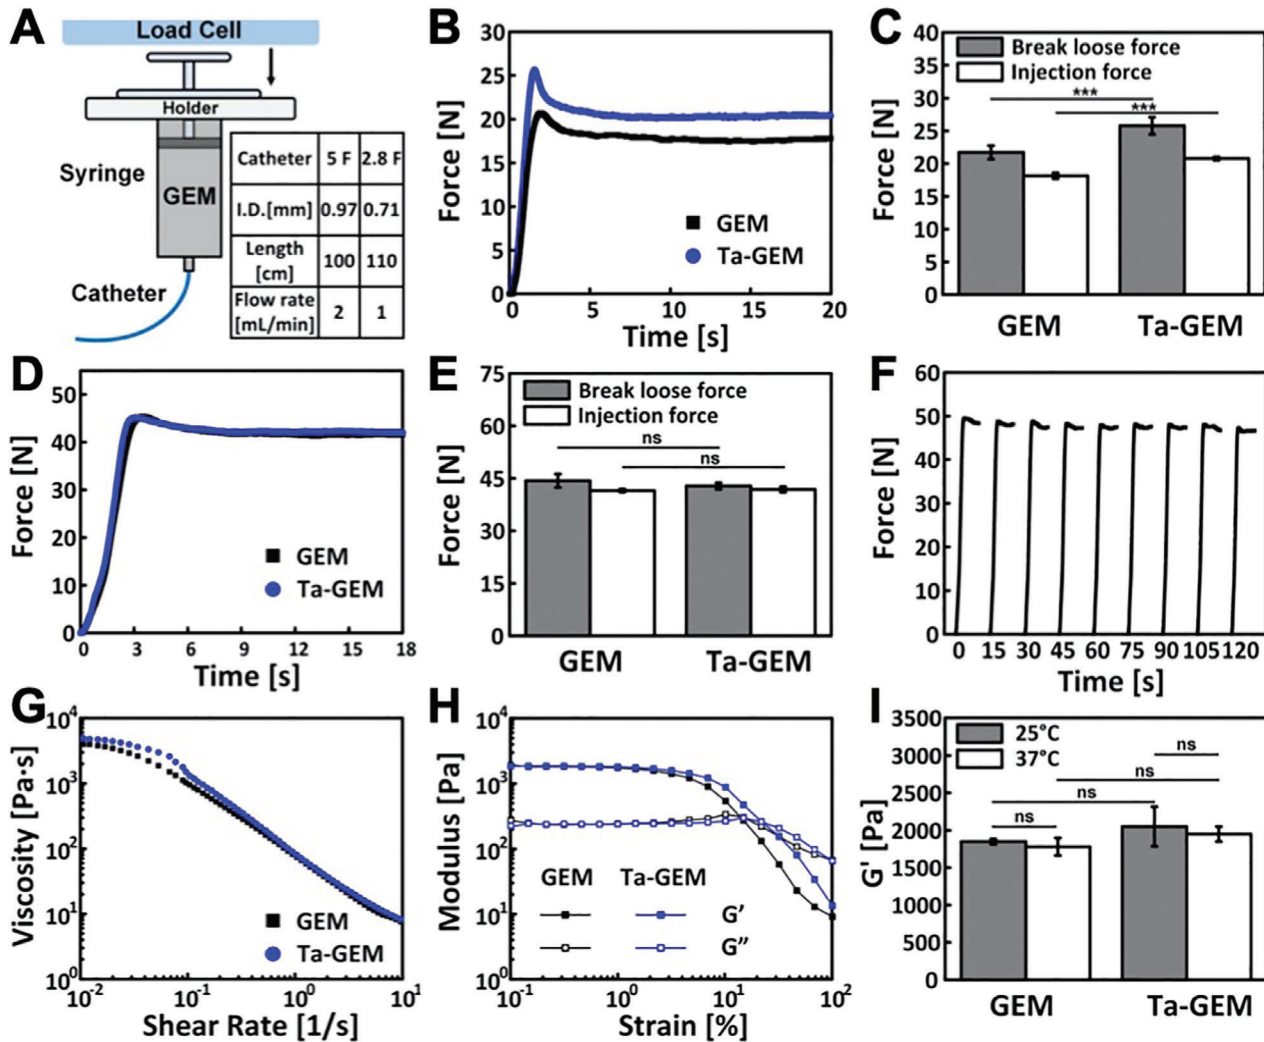 A
Load Cell
Holder
Syringe
GEM
Catheter
Catheter 5 F 2.8 F
I.D.[mm] 0.97 0.71
Length [cm] 100 110
Flow rate [mL/min] 2 1
B
30
25
20
15
10
5
0
Force [N]
GEM
Ta-GEM
0 5 10 15 20
Time [s]
C
40
35
30
25
20
15
10
5
0
Force [N]
Break loose force
Injection force
***
***
GEM Ta-GEM
D
50
40
30
20
10
0
Force [N]
GEM
Ta-GEM
0 3 6 9 12 15 18
Time [s]
E
75
60
45
30
15
0
Force [N]
Break loose force
Injection force
ns
ns
GEM Ta-GEM
F
60
50
40
30
20
10
0
Force [N]
0 15 30 45 60 75 90 105 120
Time [s]
G
10⁴
10³
10²
10¹
10⁰
Viscosity [Pa·s]
GEM
Ta-GEM
10⁻² 10⁻¹ 10⁰ 10¹
Shear Rate [1/s]
H
10⁴
10³
10²
10¹
10⁰
Modulus [Pa]
GEM Ta-GEM
G'
G''
10⁻¹ 10⁰ 10¹ 10²
Strain [%]
I
3500
3000
2500
2000
1500
1000
500
0
G' [Pa]
25°C
37°C
ns
ns
ns
ns
GEM Ta-GEM